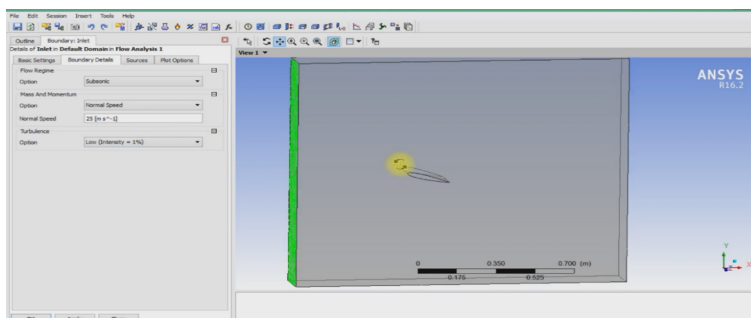 File Edit Session Insert Tools Help
Outline Boundary: Inlet
Details of Inlet in Default Domain in Flow Analysis 1
Basic Settings Boundary Details Sources Plot Options
Flow Regime
Option Subsonic
Mass And Momentum
Option Normal Speed
Normal Speed 25 [m s^-1]
Turbulence
Option Low (Intensity = 1%)
View 1
ANSYS
R16.2
0 0.350 0.700 (m)
0.175 0.525
Y
X